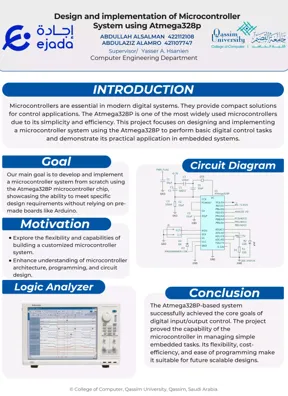 Design and implementation of Microcontroller
System using Atmega328p
إجادة
ejada
ABDULLAH ALSALMAN 422112108
ABDULAZIZ ALAMRO 421107747
Supervisor/ Yasser A. Hsanien
Computer Engineering Department
Qassim
University
College of Computer
INTRODUCTION
Microcontrollers are essential in modern digital systems. They provide compact solutions
for control applications. The Atmega328P is one of the most widely used microcontrollers
due to its simplicity and efficiency. This project focuses on designing and implementing
a microcontroller system using the Atmega328P to perform basic digital control tasks
and demonstrate its practical application in embedded systems.
Goal
Our main goal is to develop and implement
a microcontroller system from scratch using
the Atmega328P microcontroller chip,
showcasing the ability to meet specific
design requirements without relying on pre-
made boards like Arduino.
Motivation
Explore the flexibility and capabilities of
building a customized microcontroller
system.
Enhance understanding of microcontroller
architecture, programming, and circuit
design.
Logic Analyzer
Circuit Diagram
Conclusion
The Atmega328P-based system
successfully achieved the core goals of
digital input/output control. The project
proved the capability of the
microcontroller in managing simple
embedded tasks. Its flexibility, cost-
efficiency, and ease of programming make
it suitable for future scalable designs.
© College of Computer, Qassim University, Qassim, Saudi Arabia